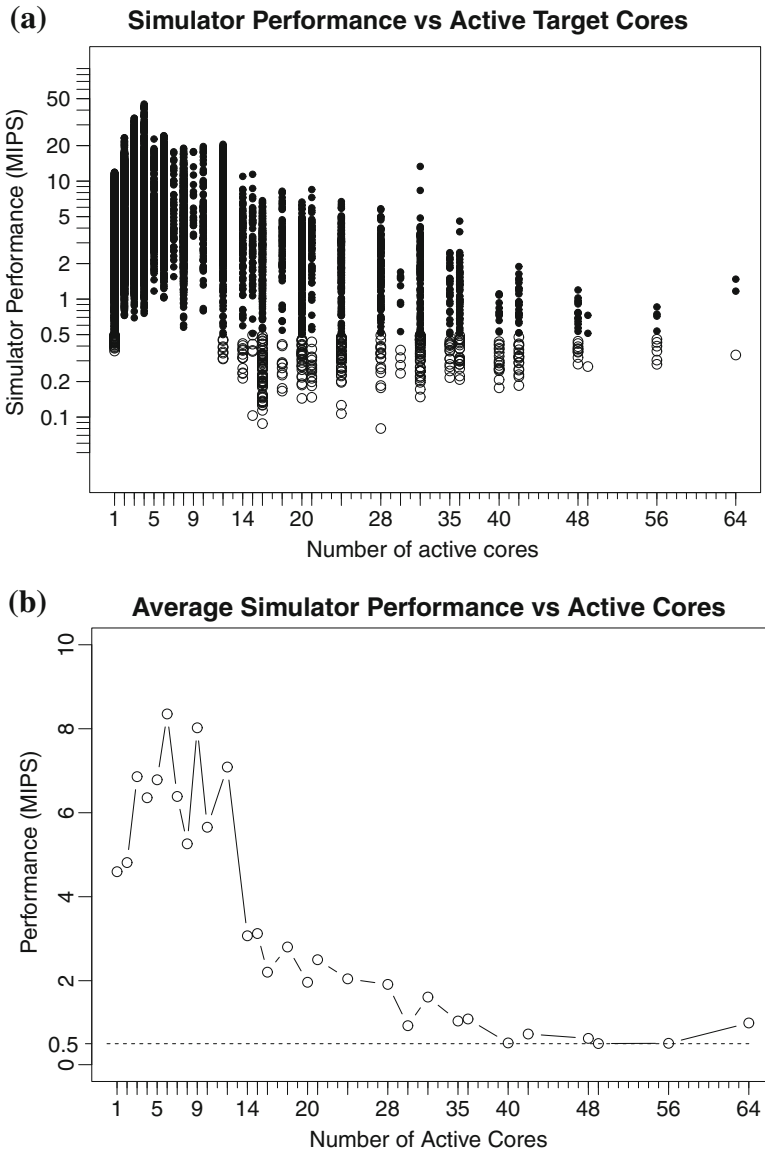 (a) Simulator Performance vs Active Target Cores
Simulator Performance (MIPS)
50
20
10
5
2
1
0.5
0.2
0.1
1 5 9 14 20 28 35 40 48 56 64
Number of active cores
(b) Average Simulator Performance vs Active Cores
Performance (MIPS)
10
8
6
4
2
0.5
0
1 5 9 14 20 28 35 40 48 56 64
Number of Active Cores